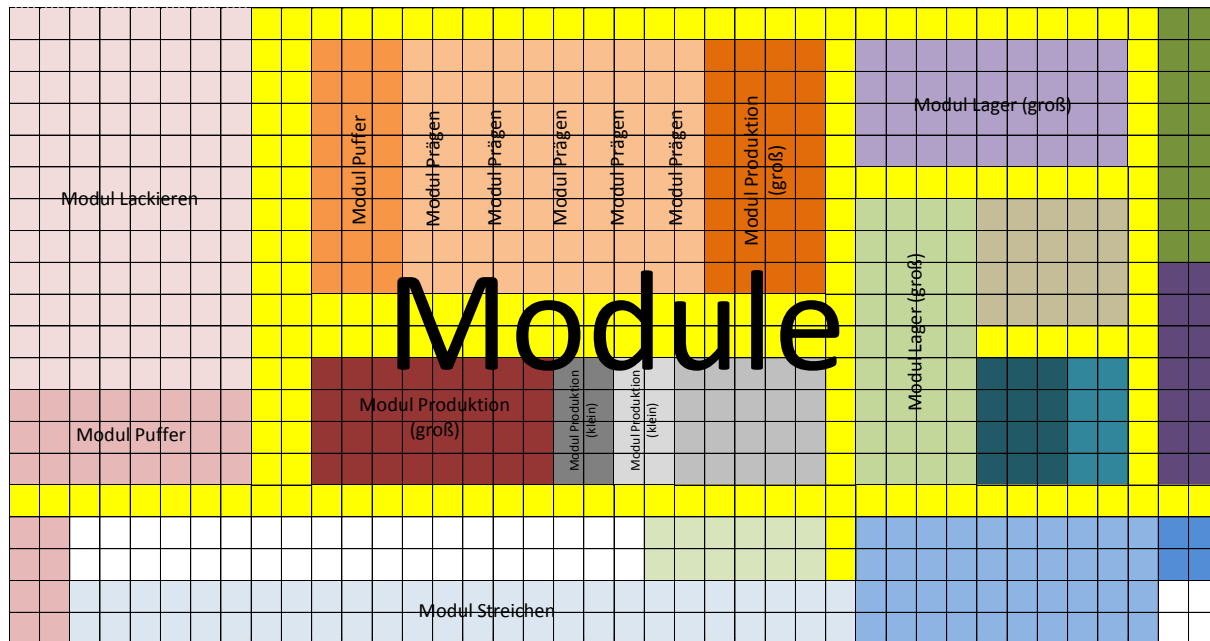 Modul Lackieren
Modul Puffer
Modul Puffer
Modul Prägen
Modul Prägen
Modul Prägen
Modul Prägen
Modul Prägen
Modul Produktion
(groß)
Modul Lager (groß)
Modul Lager (groß)
Module
Modul Produktion
(groß)
Modul Produktion
(klein)
Modul Produktion
(klein)
Modul Streichen